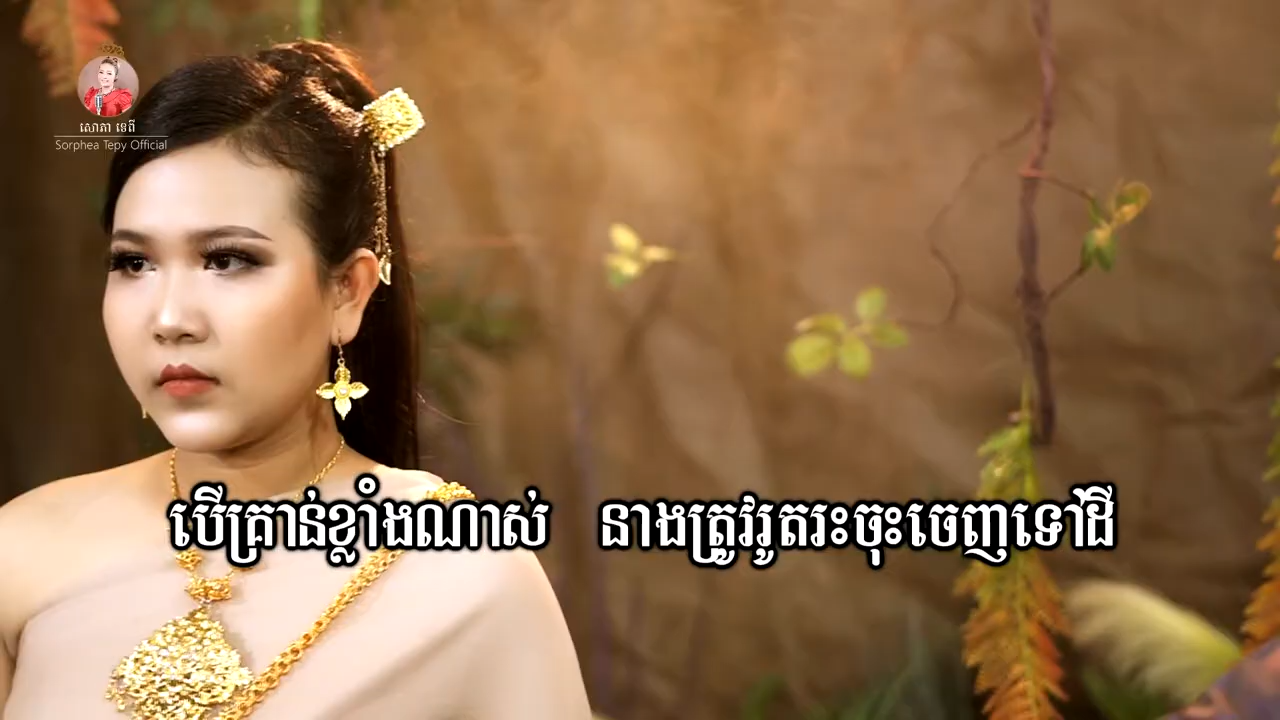 សោភា ទេពី
Sorphea Tepy Official
បើគ្រាន់ខ្លាំងណាស់ នាងត្រូវរូតរះចុះចេញទៅដី